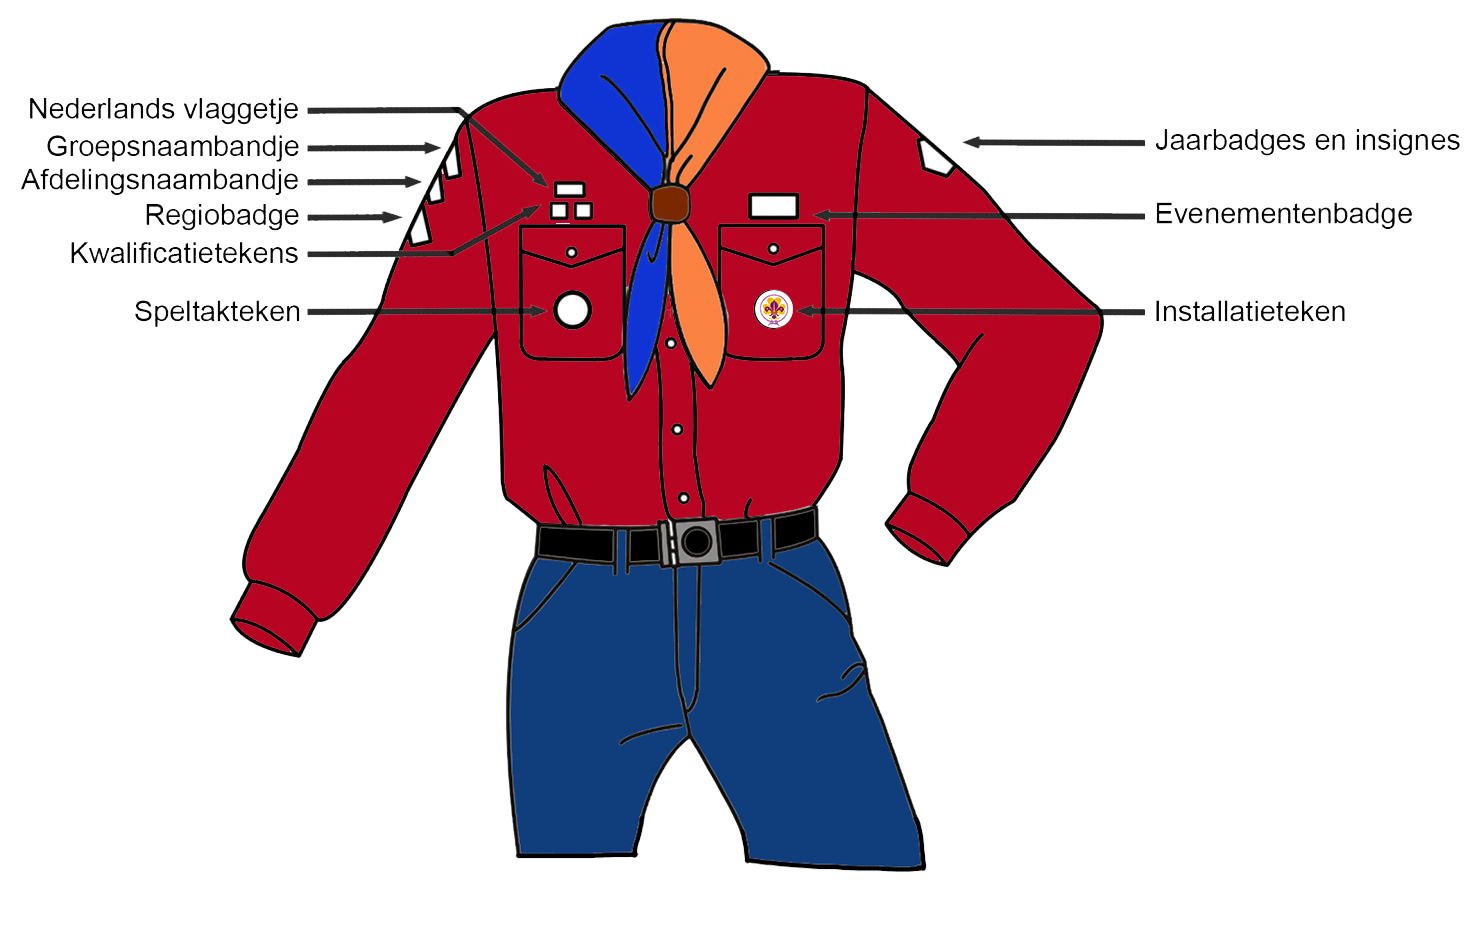 Nederlands vlaggetje
Groepsnaambandje
Afdelingsnaambandje
Regiobadge
Kwalificatietekens
Speltakteken
Jaarbadges en insignes
Evenementenbadge
Installatieteken